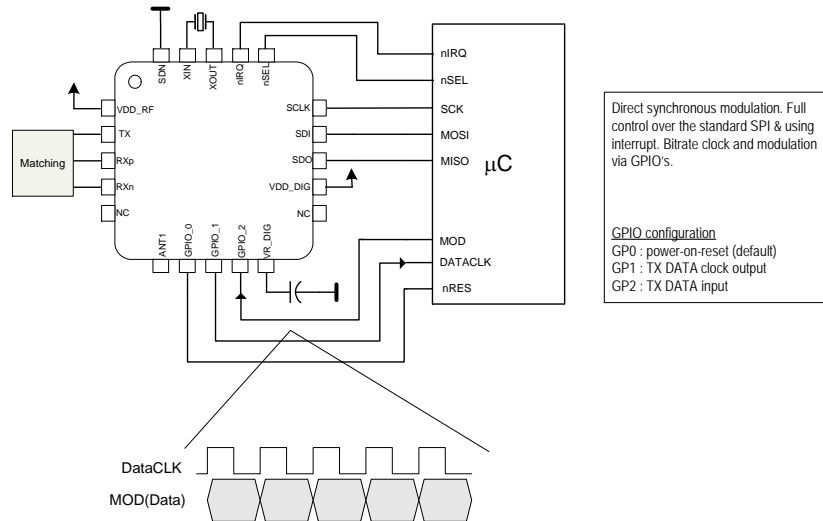 SDN
XIN
XOUT
nIRQ
nSEL
VDD_RF
TX
RXp
RXn
NC
Matching
SCLK
SDI
SDO
VDD_DIG
NC
ANT1
GPIO_0
GPIO_1
GPIO_2
VR_DIG
nIRQ
nSEL
SCK
MOSI
MISO
µC
MOD
DATACLK
nRES
Direct synchronous modulation. Full
control over the standard SPI & using
interrupt. Bitrate clock and modulation
via GPIO's.
GPIO configuration
GP0 : power-on-reset (default)
GP1 : TX DATA clock output
GP2 : TX DATA input
DataCLK
MOD(Data)